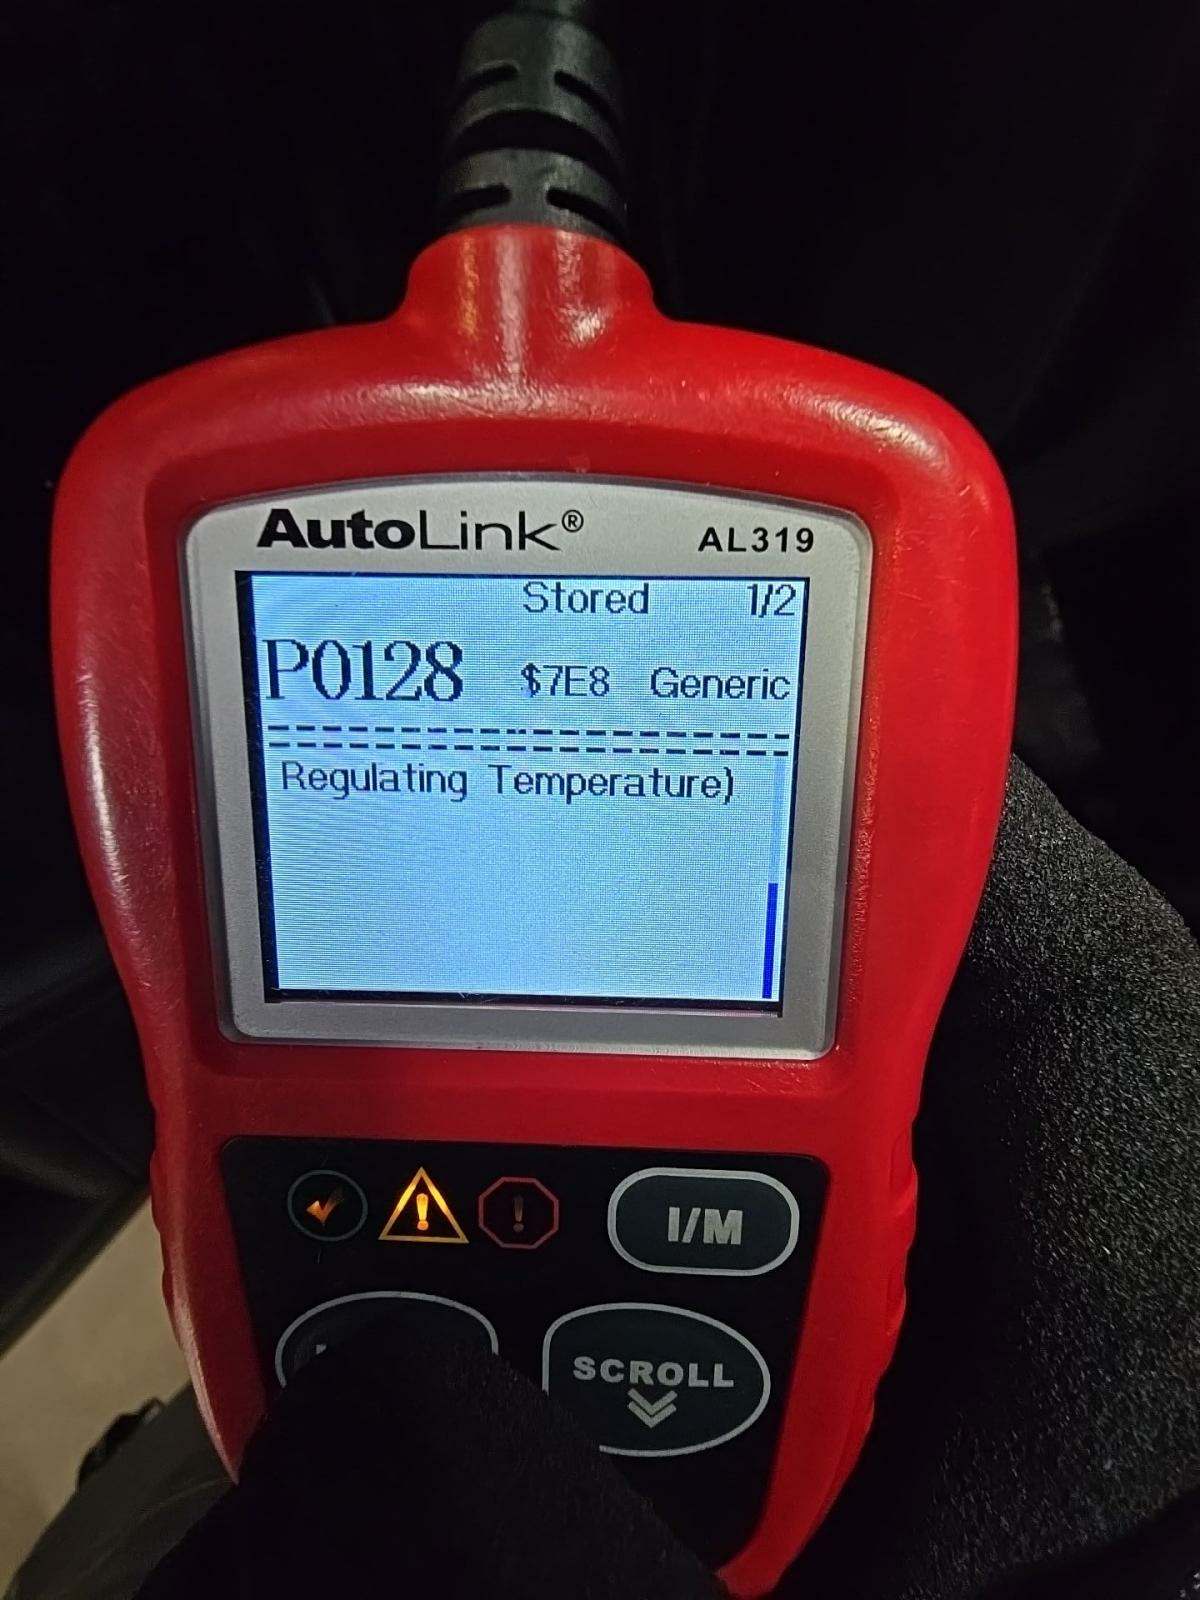 AutoLink® AL319
Stored 1/2
P0128 $7E8 Generic
Regulating Temperature)
I/M
SCROLL